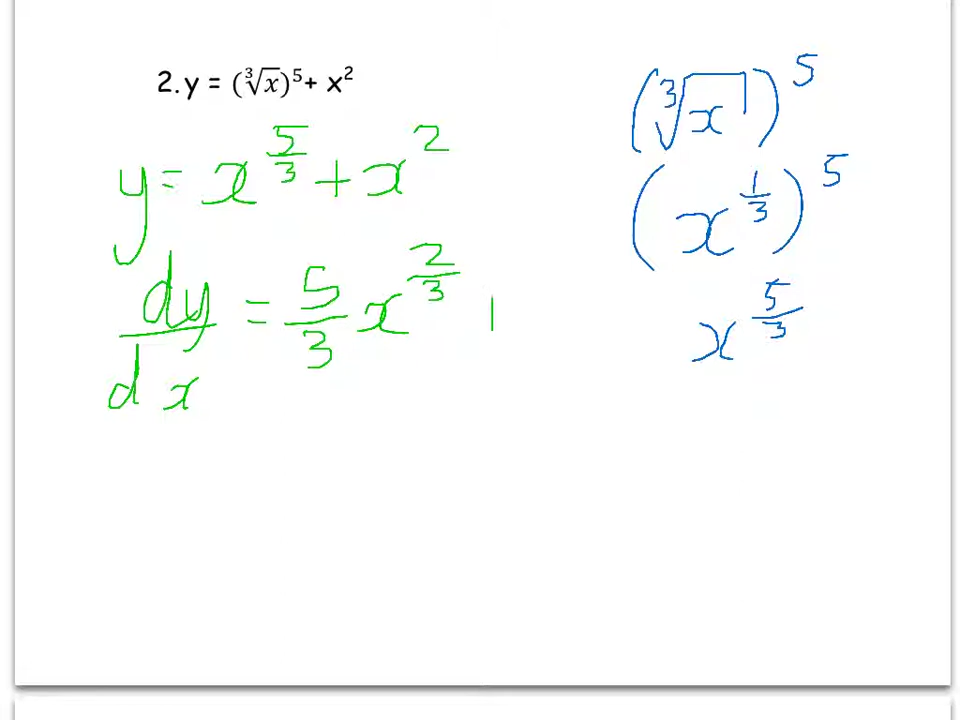 2. y = (∛x)⁵+ x²
y = x^(5/3) + x²
dy/dx = 5/3 x^(2/3) |
(∛x)⁵
(x^(1/3))⁵
x^(5/3)